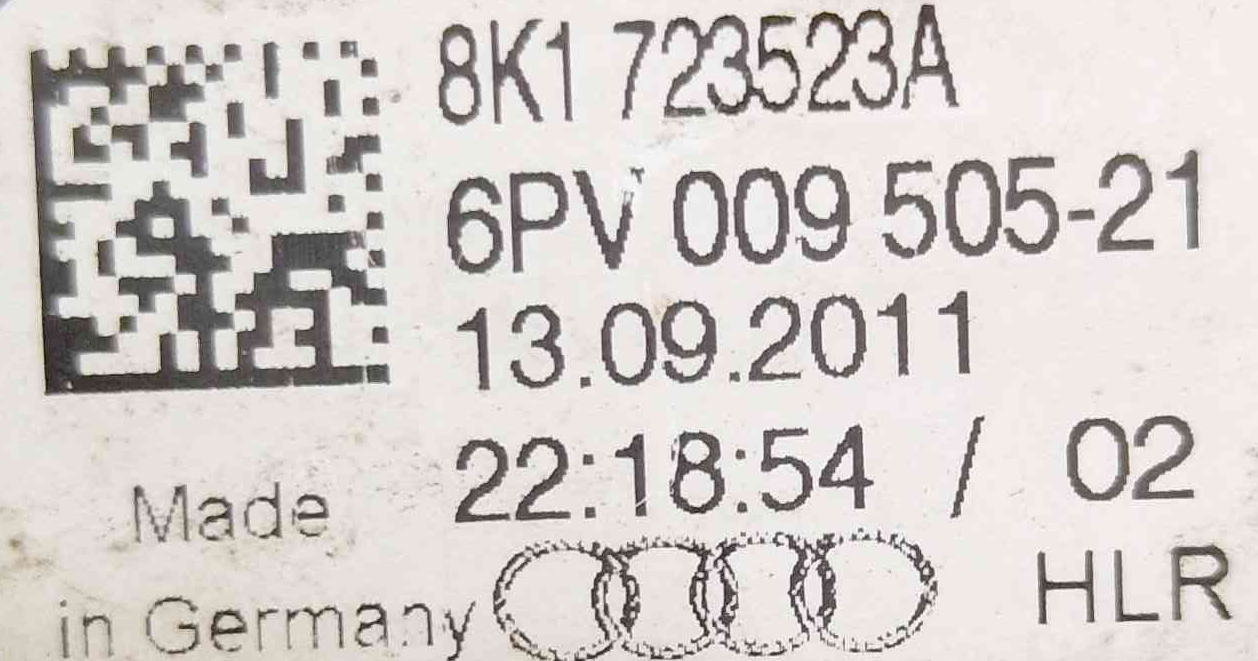 8K1 723523A
6PV 009 505-21
13.09.2011
22:18:54 / 02
Made
in Germany
HLR